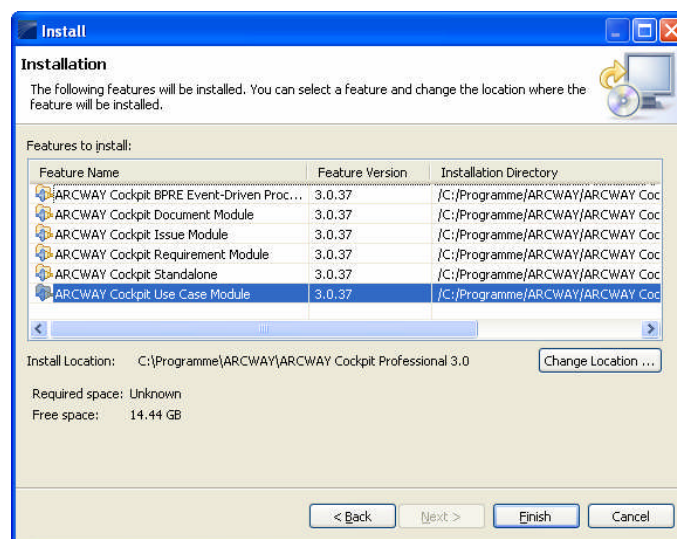 Install
Installation
The following features will be installed. You can select a feature and change the location where the
feature will be installed.
Features to install:
Feature Name Feature Version Installation Directory
ARCWAY Cockpit BPRE Event-Driven Proc... 3.0.37 /C:/Programme/ARCWAY/ARCWAY Coc
ARCWAY Cockpit Document Module 3.0.37 /C:/Programme/ARCWAY/ARCWAY Coc
ARCWAY Cockpit Issue Module 3.0.37 /C:/Programme/ARCWAY/ARCWAY Coc
ARCWAY Cockpit Requirement Module 3.0.37 /C:/Programme/ARCWAY/ARCWAY Coc
ARCWAY Cockpit Standalone 3.0.37 /C:/Programme/ARCWAY/ARCWAY Coc
ARCWAY Cockpit Use Case Module 3.0.37 /C:/Programme/ARCWAY/ARCWAY Coc
Install Location: C:\Programme\ARCWAY\ARCWAY Cockpit Professional 3.0 Change Location ...
Required space: Unknown
Free space: 14.44 GB
< Back Next > Finish Cancel